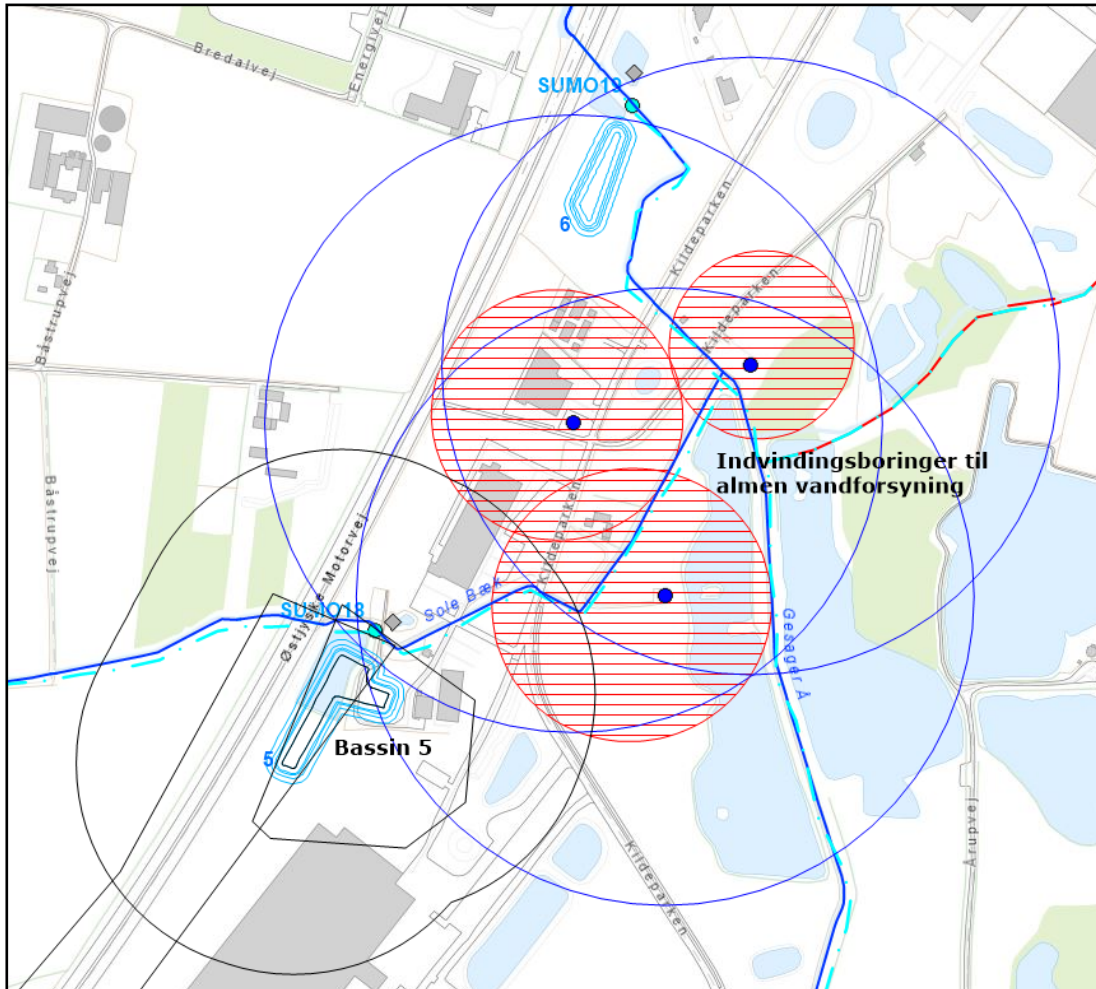 Bredalvej
Energivej
SUMO19
6
Kildeparken
Kildeparken
Båstrupvej
Båstrupvej
Indvindingsboringer til
almen vandforsyning
Kildeparken
Østjyske Motorvej
SUMO18
Sole Bæk
Gesager Å
Bassin 5
5
Kildeparken
Årupvej